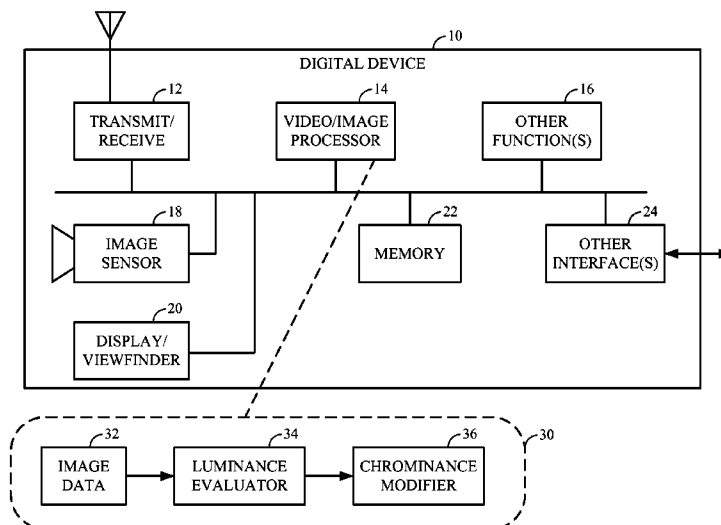 10
DIGITAL DEVICE
12
14
16
TRANSMIT/
RECEIVE
VIDEO/IMAGE
PROCESSOR
OTHER
FUNCTION(S)
18
22
24
IMAGE
SENSOR
MEMORY
OTHER
INTERFACE(S)
20
DISPLAY/
VIEWFINDER
32
34
36
30
IMAGE
DATA
LUMINANCE
EVALUATOR
CHROMINANCE
MODIFIER